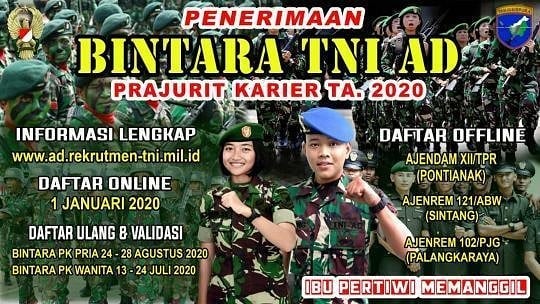 PENERIMAAN
BINTARA TNI AD
PRAJURIT KARIER TA. 2020
INFORMASI LENGKAP
www.ad.rekrutmen-tni.mil.id
DAFTAR ONLINE
1 JANUARI 2020
DAFTAR ULANG & VALIDASI
BINTARA PK PRIA 24 - 28 AGUSTUS 2020
BINTARA PK WANITA 13 - 24 JULI 2020
DAFTAR OFFLINE
AJENDAM XII/TPR
(PONTIANAK)
AJENREM 121/ABW
(SINTANG)
AJENREM 102/PJG
(PALANGKARAYA)
TNI AD
IBU PERTIWI MEMANGGIL